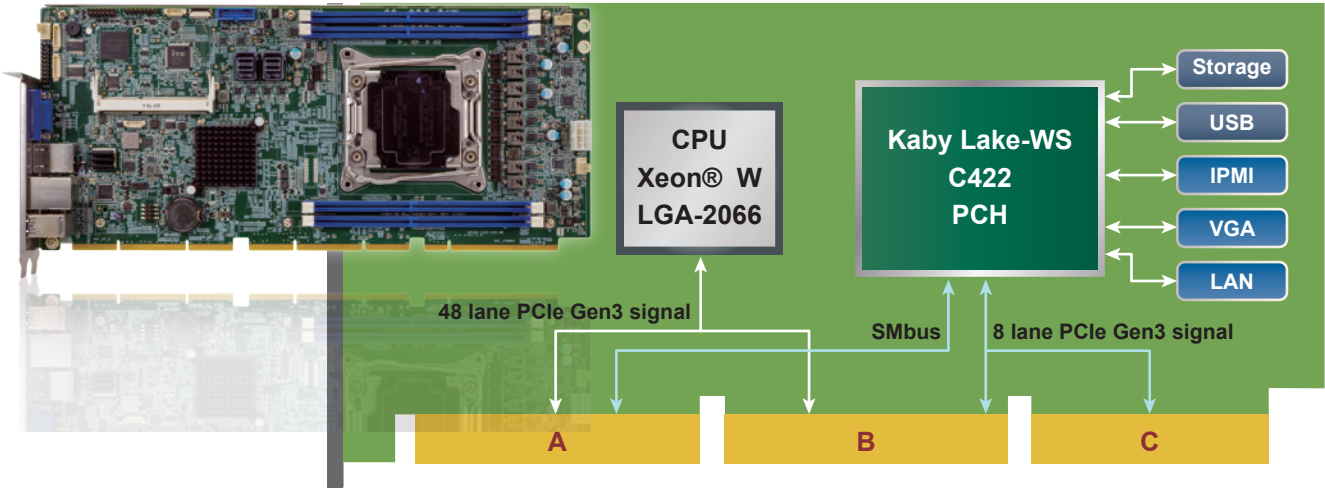 CPU
Xeon® W
LGA-2066
Kaby Lake-WS
C422
PCH
Storage
USB
IPMI
VGA
LAN
48 lane PCIe Gen3 signal
SMbus
8 lane PCIe Gen3 signal
A
B
C